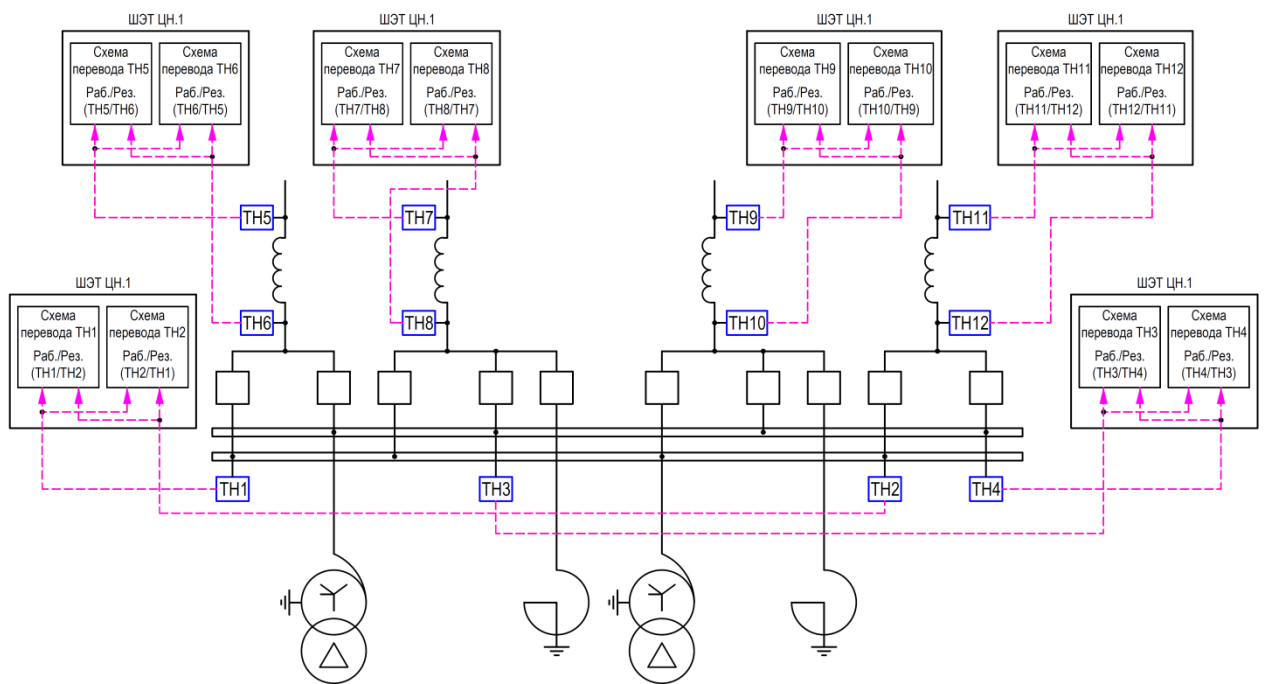 ШЭТ ЦН.1
Схема
перевода ТН5
Раб./Рез.
(ТН5/ТН6)
Схема
перевода ТН6
Раб./Рез.
(ТН6/ТН5)
ШЭТ ЦН.1
Схема
перевода ТН7
Раб./Рез.
(ТН7/ТН8)
Схема
перевода ТН8
Раб./Рез.
(ТН8/ТН7)
ШЭТ ЦН.1
Схема
перевода ТН9
Раб./Рез.
(ТН9/ТН10)
Схема
перевода ТН10
Раб./Рез.
(ТН10/ТН9)
ШЭТ ЦН.1
Схема
перевода ТН11
Раб./Рез.
(ТН11/ТН12)
Схема
перевода ТН12
Раб./Рез.
(ТН12/ТН11)
ТН5
ТН7
ТН9
ТН11
ШЭТ ЦН.1
Схема
перевода ТН1
Раб./Рез.
(ТН1/ТН2)
Схема
перевода ТН2
Раб./Рез.
(ТН2/ТН1)
ТН6
ТН8
ТН10
ТН12
ШЭТ ЦН.1
Схема
перевода ТН3
Раб./Рез.
(ТН3/ТН4)
Схема
перевода ТН4
Раб./Рез.
(ТН4/ТН3)
ТН1
ТН3
ТН2
ТН4